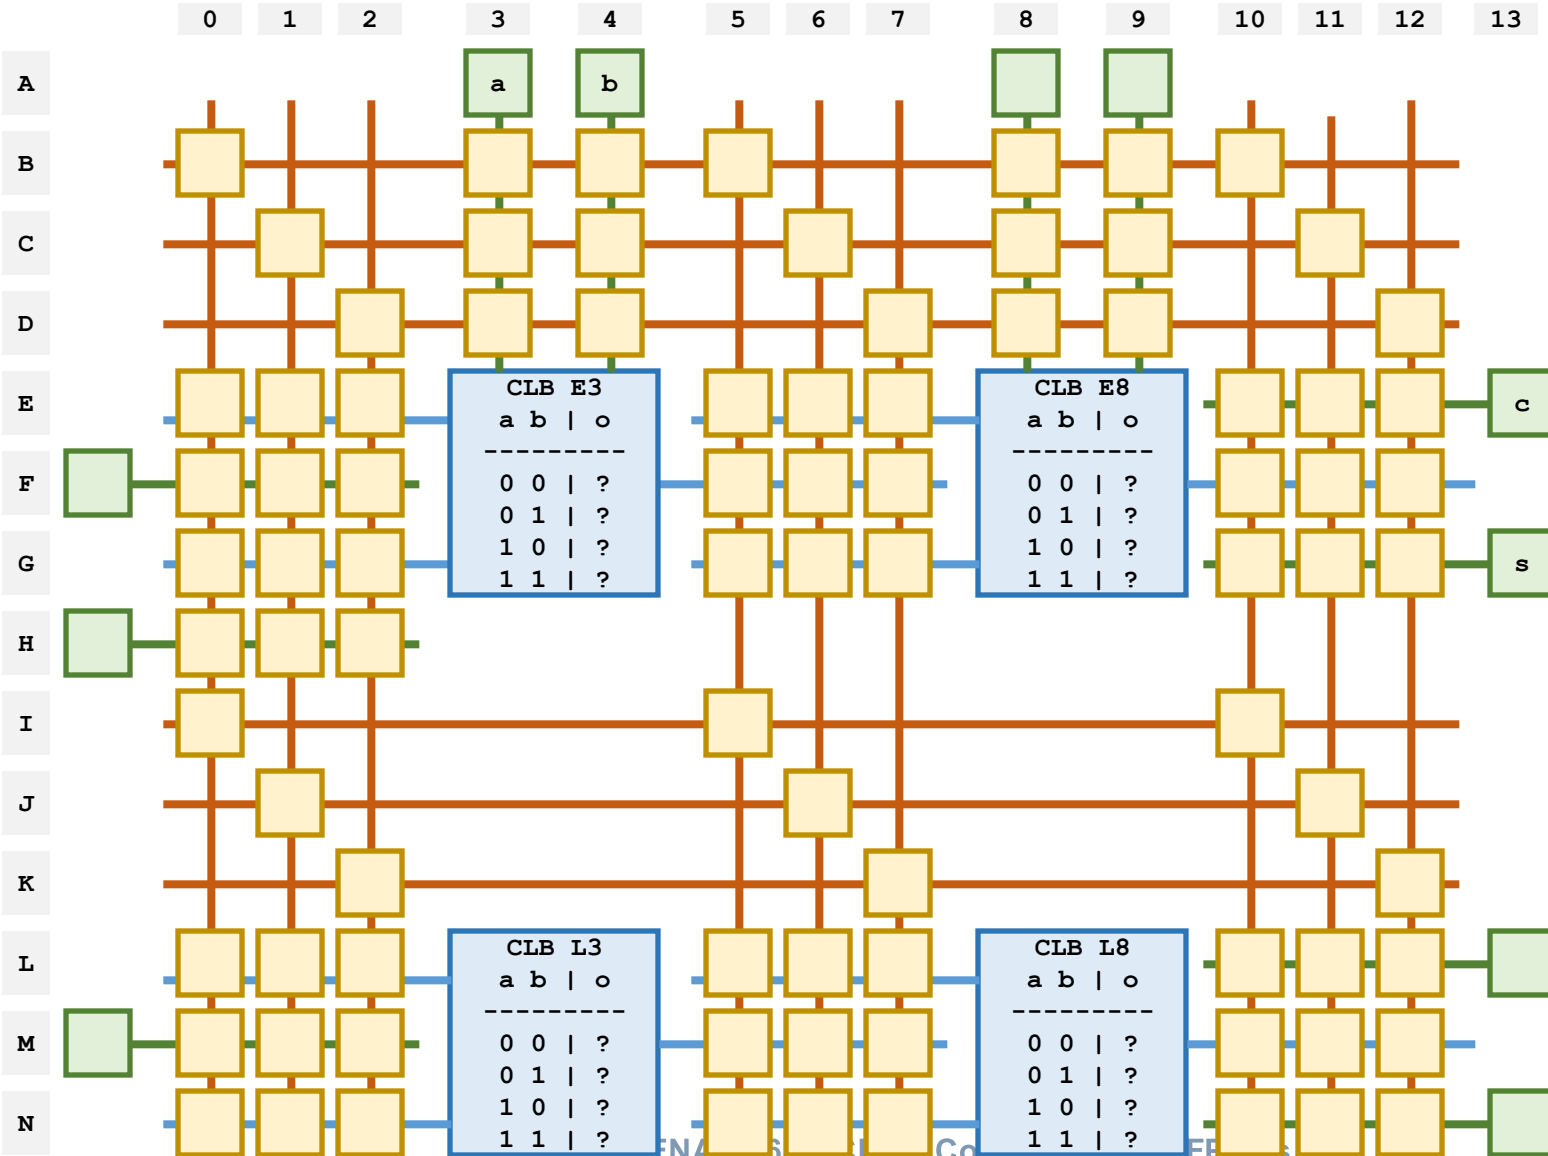 0 1 2 3 4 5 6 7 8 9 10 11 12 13
A a b
B
C
D
E CLB E3 CLB E8 c
a b | o a b | o
--------- ---------
F 0 0 | ? 0 0 | ?
0 1 | ? 0 1 | ?
G 1 0 | ? 1 0 | ? s
1 1 | ? 1 1 | ?
H
I
J
K
L CLB L3 CLB L8
a b | o a b | o
--------- ---------
M 0 0 | ? 0 0 | ?
0 1 | ? 0 1 | ?
N 1 0 | ? 1 0 | ?
1 1 | ? 1 1 | ?